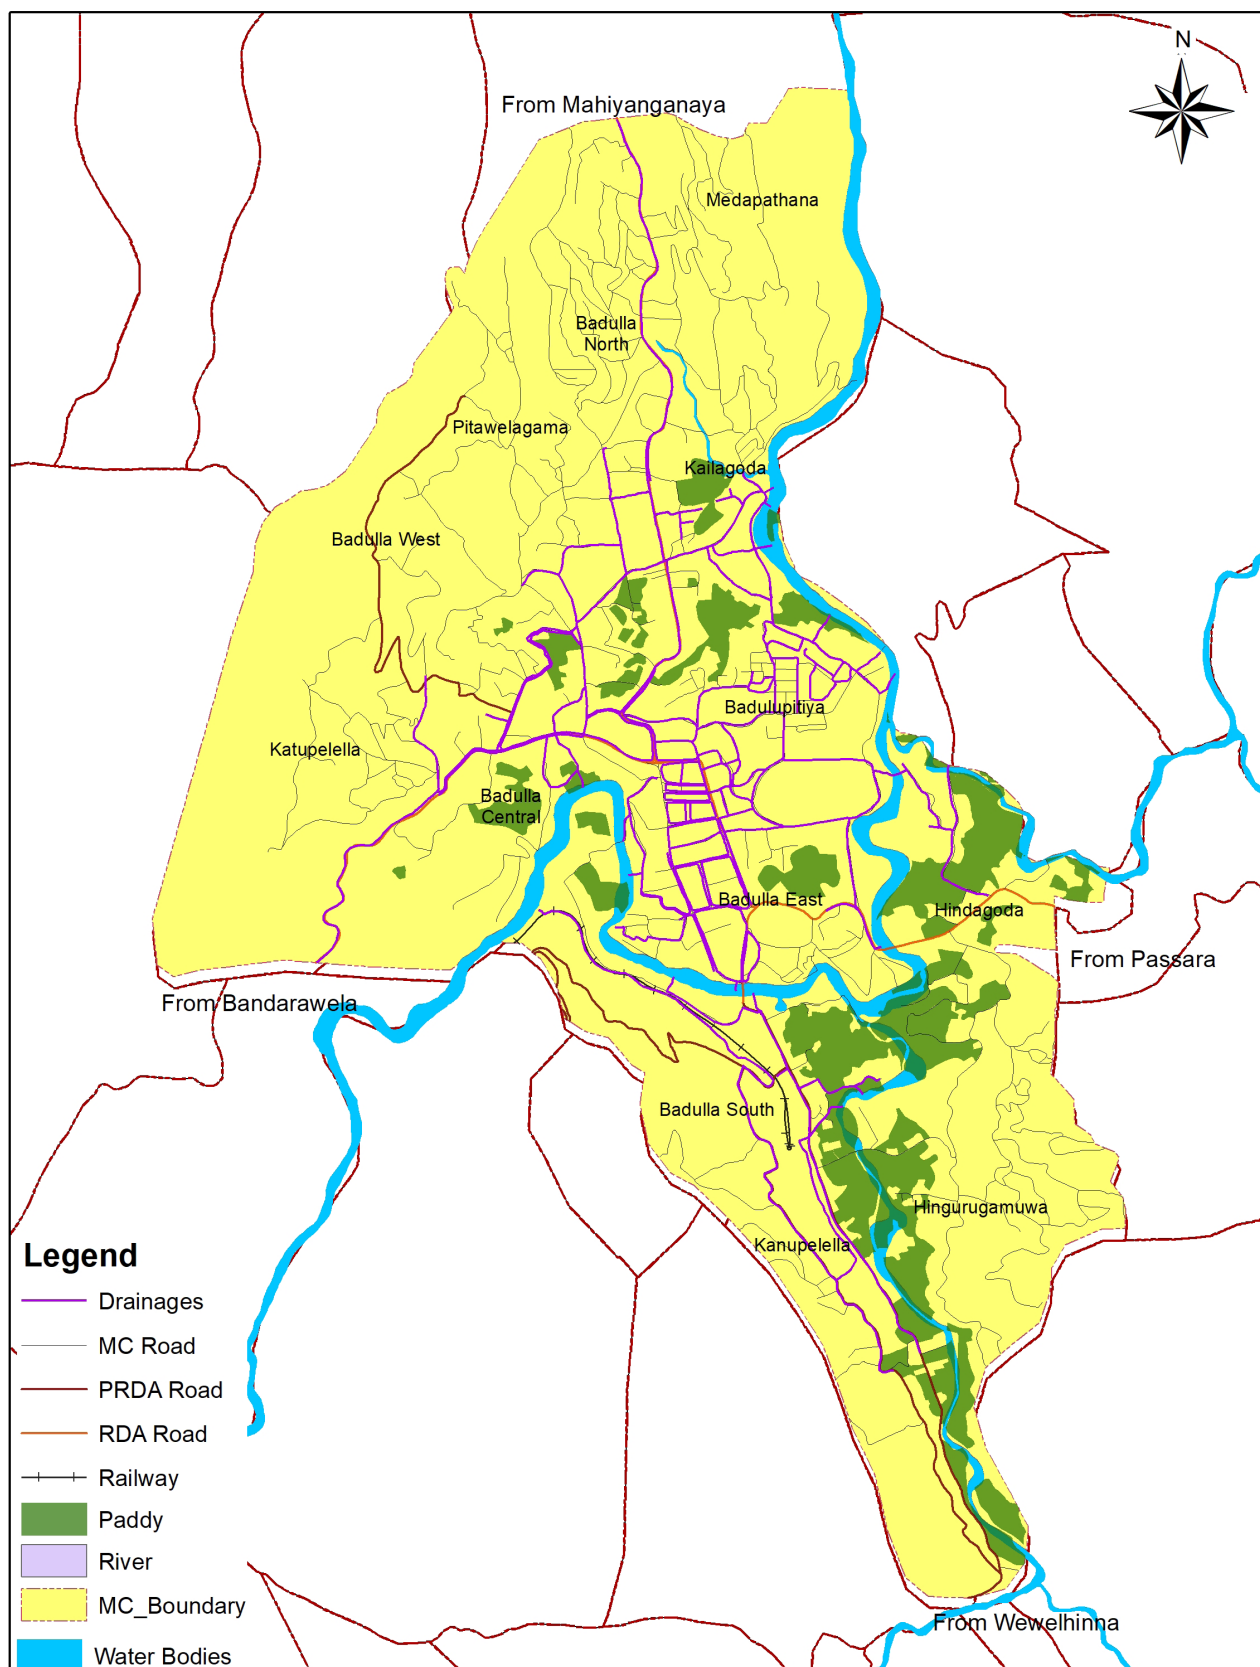 N
From Mahiyanganaya
Medapathana
Badulla
North
Pitawelagama
Kailagoda
Badulla West
Badulupitiya
Katupelella
Badulla
Central
Badulla East
Hindagoda
From Passara
From Bandarawela
Badulla South
Hingurugamuwa
Kanupelella
Legend
Drainages
MC Road
PRDA Road
RDA Road
Railway
Paddy
River
MC_Boundary
Water Bodies
From Wewelhinna